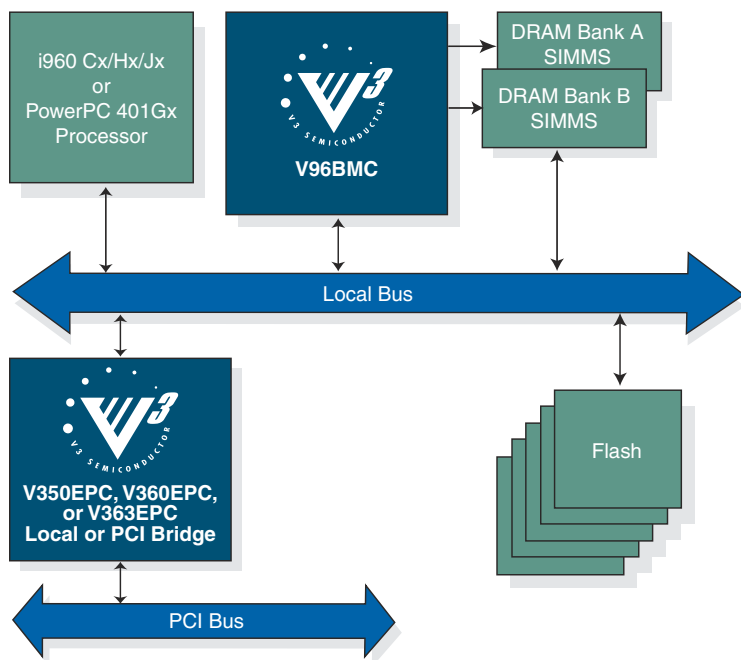 i960 Cx/Hx/Jx
or
PowerPC 401Gx
Processor
V3
V3 SEMICONDUCTOR
V96BMC
DRAM Bank A
SIMMS
DRAM Bank B
SIMMS
Local Bus
V3
V3 SEMICONDUCTOR
V350EPC, V360EPC,
or V363EPC
Local or PCI Bridge
Flash
PCI Bus